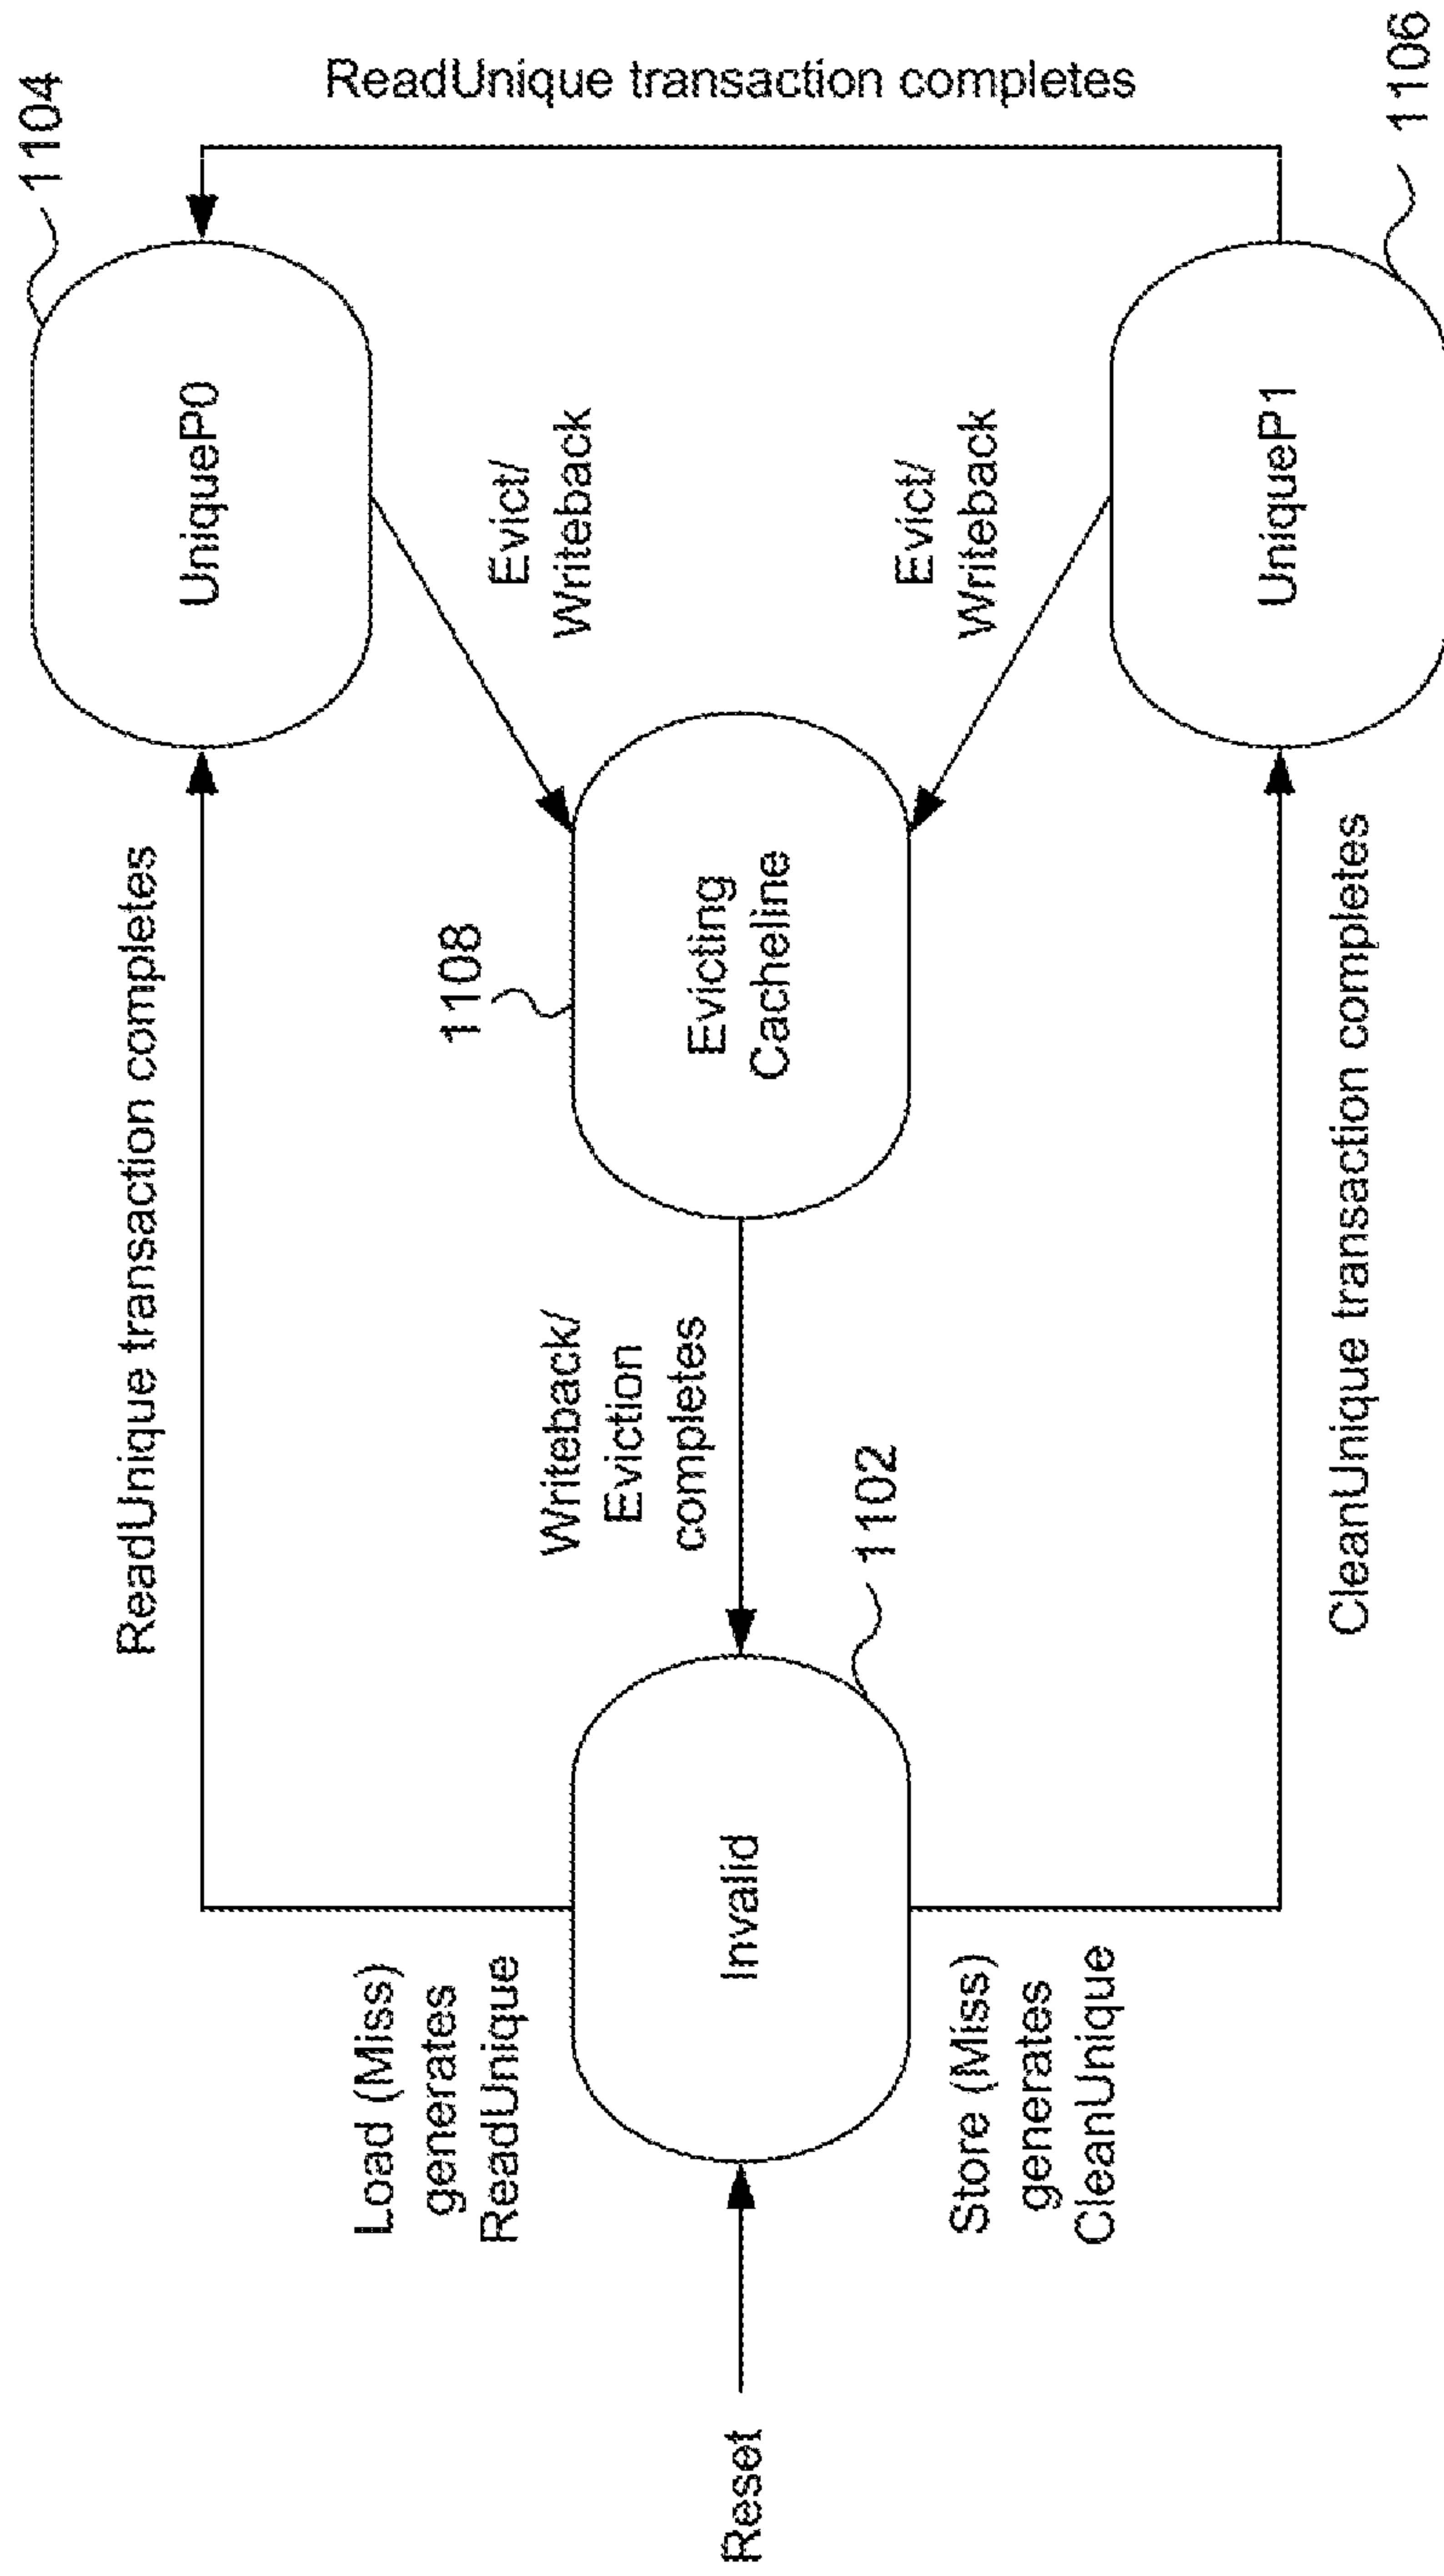 Reset
Load (Miss)
generates
ReadUnique
Invalid
1102
Store (Miss)
generates
CleanUnique
ReadUnique transaction completes
Writeback/
Eviction
completes
1108
Evicting
Cacheline
CleanUnique transaction completes
Evict/
Writeback
Evict/
Writeback
UniqueP0
1104
UniqueP1
1106
ReadUnique transaction completes